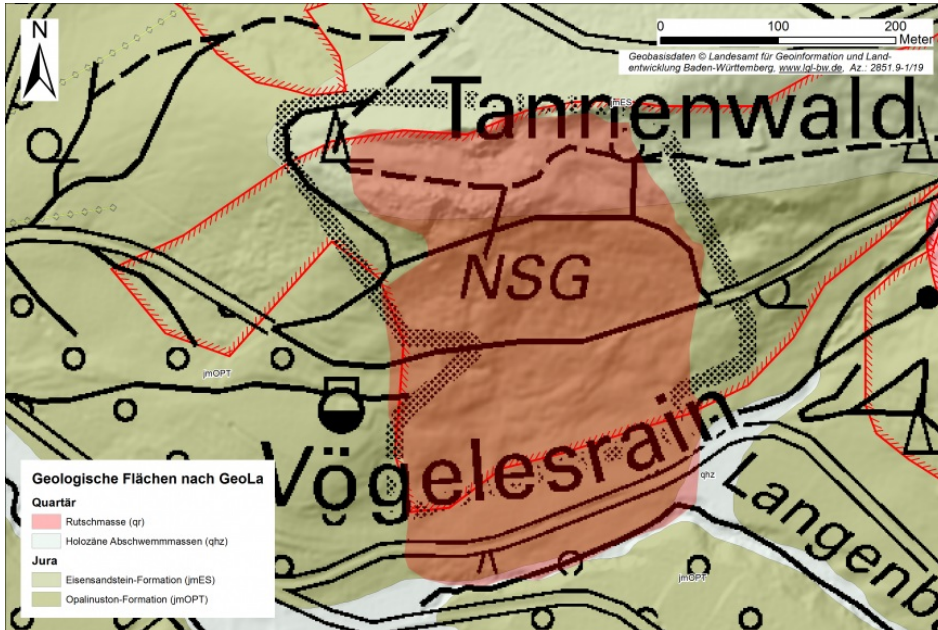 N
0 100 200
Meter
Geobasisdaten © Landesamt für Geoinformation und Land-
entwicklung Baden-Württemberg, www.lgl-bw.de, Az.: 2851.9-1/19
jmES
Tannenwald
NSG
jmOPT
Vögelesrain
qhz
Langenb
jmOPT
Geologische Flächen nach GeoLa
Quartär
Rutschmasse (qr)
Holozäne Abschwemmmassen (qhz)
Jura
Eisensandstein-Formation (jmES)
Opalinuston-Formation (jmOPT)